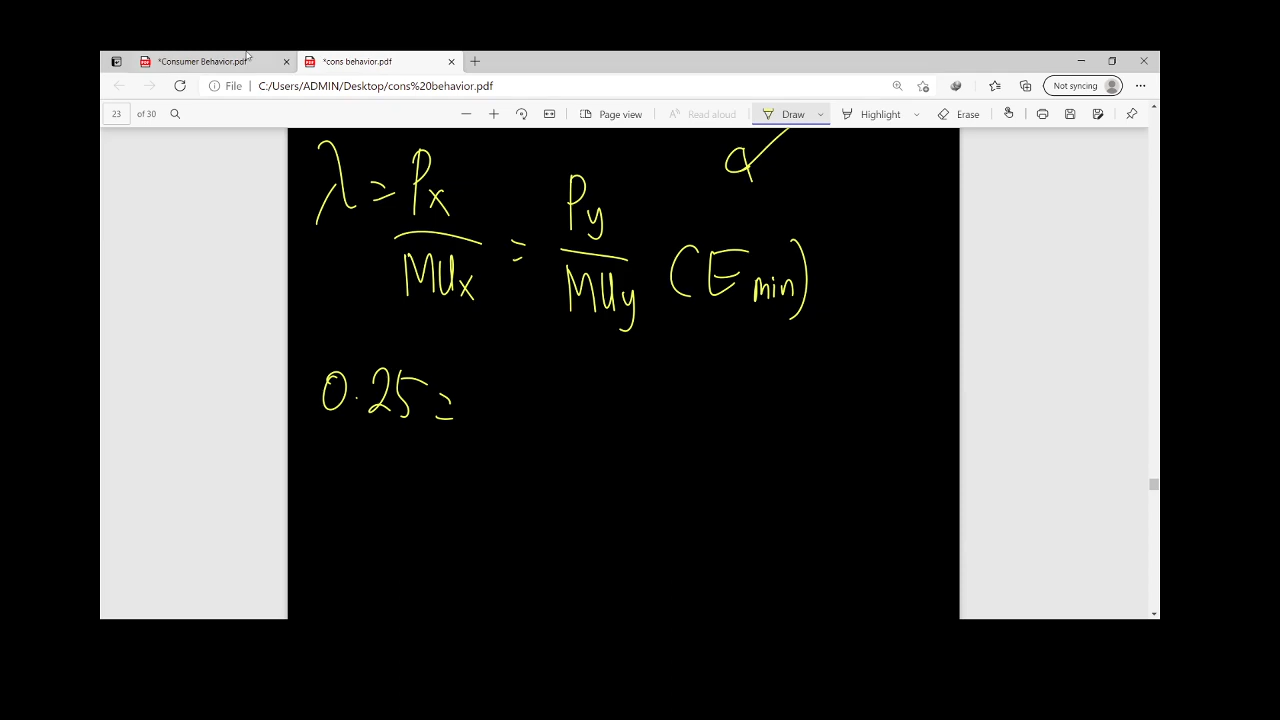 *Consumer Behavior.pdf
*cons behavior.pdf
File C:/Users/ADMIN/Desktop/cons%20behavior.pdf Not syncing
23 of 30 Page view Read aloud Draw Highlight Erase
λ = Px/MUx = Py/MUy (E min)
0.25 =